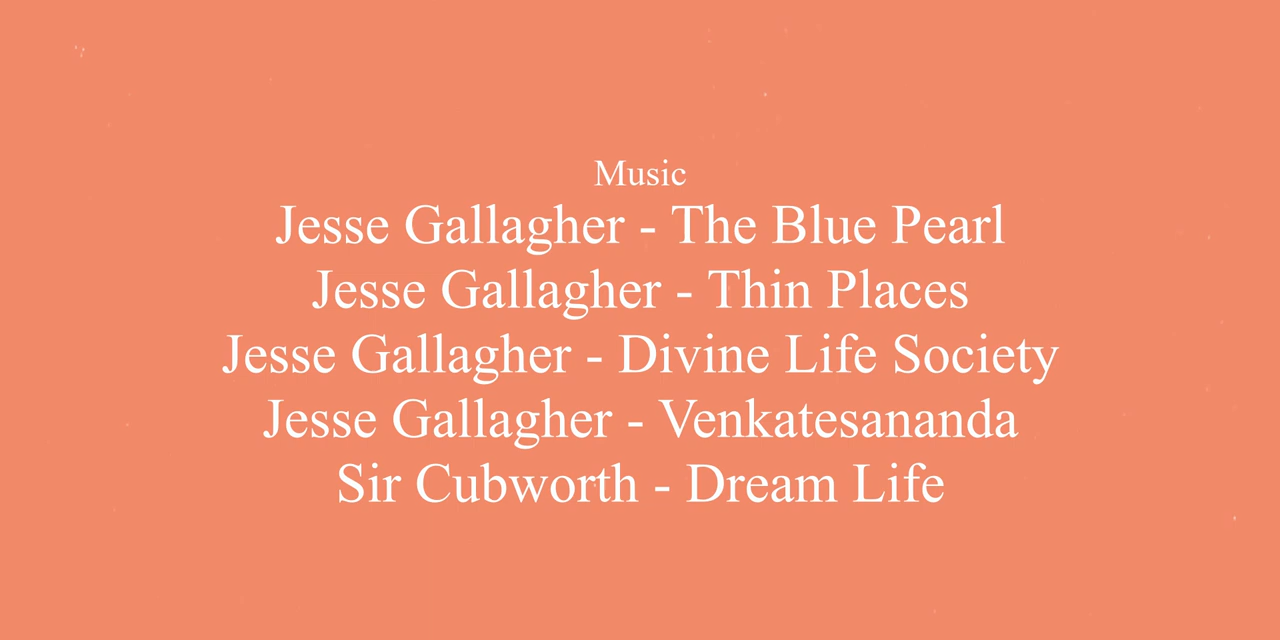 Music
Jesse Gallagher - The Blue Pearl
Jesse Gallagher - Thin Places
Jesse Gallagher - Divine Life Society
Jesse Gallagher - Venkatesananda
Sir Cubworth - Dream Life